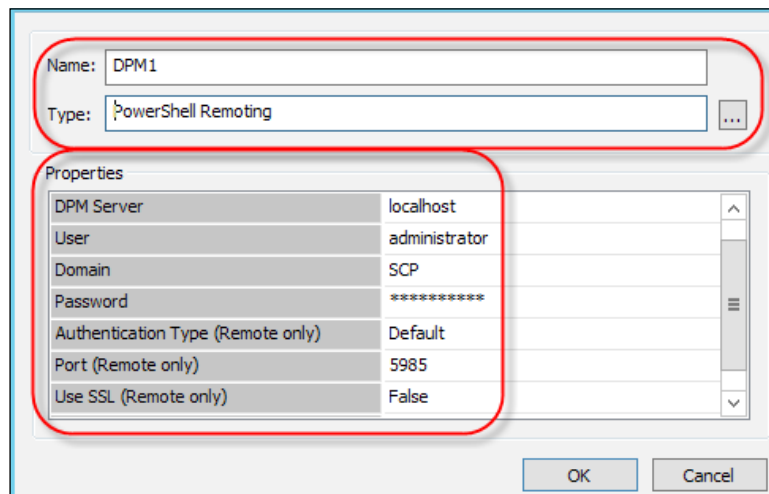 Name: DPM1
Type: PowerShell Remoting ...
Properties
DPM Server localhost
User administrator
Domain SCP
Password **********
Authentication Type (Remote only) Default
Port (Remote only) 5985
Use SSL (Remote only) False
OK Cancel